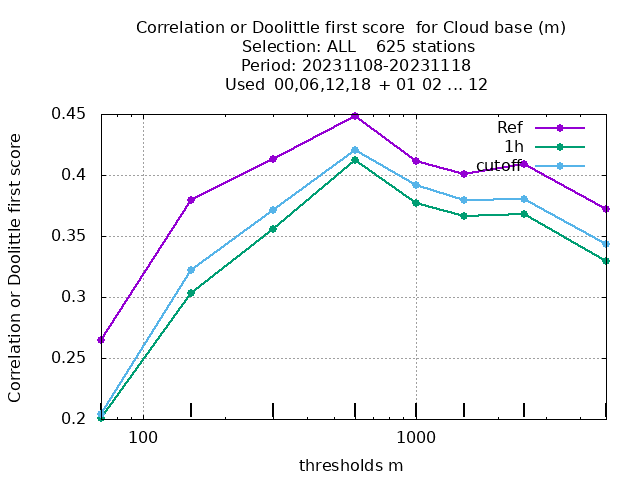 Correlation or Doolittle first score  for Cloud base (m)
Selection: ALL    625 stations
Period: 20231108-20231118
Used  00,06,12,18  + 01 02 ... 12
Correlation or Doolittle first score
0.45
0.4
0.35
0.3
0.25
0.2
Ref
1h
cutoff
100
1000
thresholds m